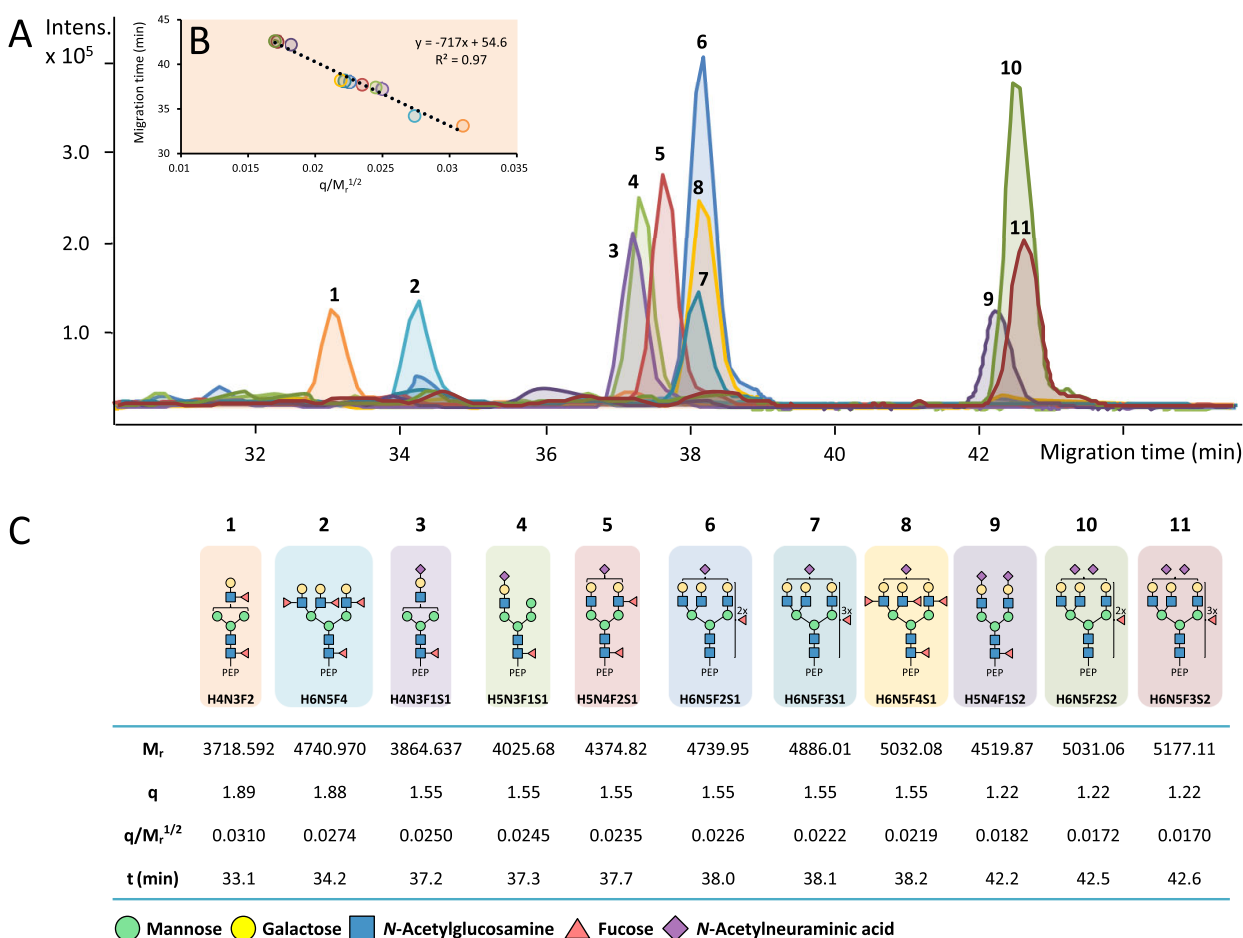 A
Intens.
x 10⁵
3.0
2.0
1.0
B
Migration time (min)
45
40
35
30
0.01
0.015
0.02
0.025
0.03
0.035
q/Mr^1/2
y = -717x + 54.6
R² = 0.97
1
2
3
4
5
6
8
7
9
10
11
32
34
36
38
40
42
Migration time (min)
C
1 2 3 4 5 6 7 8 9 10 11
2x 3x 2x 3x
PEP PEP PEP PEP PEP PEP PEP PEP PEP PEP PEP
H4N3F2 H6N5F4 H4N3F1S1 H5N3F1S1 H5N4F2S1 H6N5F2S1 H6N5F3S1 H6N5F4S1 H5N4F1S2 H6N5F2S2 H6N5F3S2
Mr 3718.592 4740.970 3864.637 4025.68 4374.82 4739.95 4886.01 5032.08 4519.87 5031.06 5177.11
q 1.89 1.88 1.55 1.55 1.55 1.55 1.55 1.55 1.22 1.22 1.22
q/Mr^1/2 0.0310 0.0274 0.0250 0.0245 0.0235 0.0226 0.0222 0.0219 0.0182 0.0172 0.0170
t (min) 33.1 34.2 37.2 37.3 37.7 38.0 38.1 38.2 42.2 42.5 42.6
Mannose Galactose N-Acetylglucosamine Fucose N-Acetylneuraminic acid